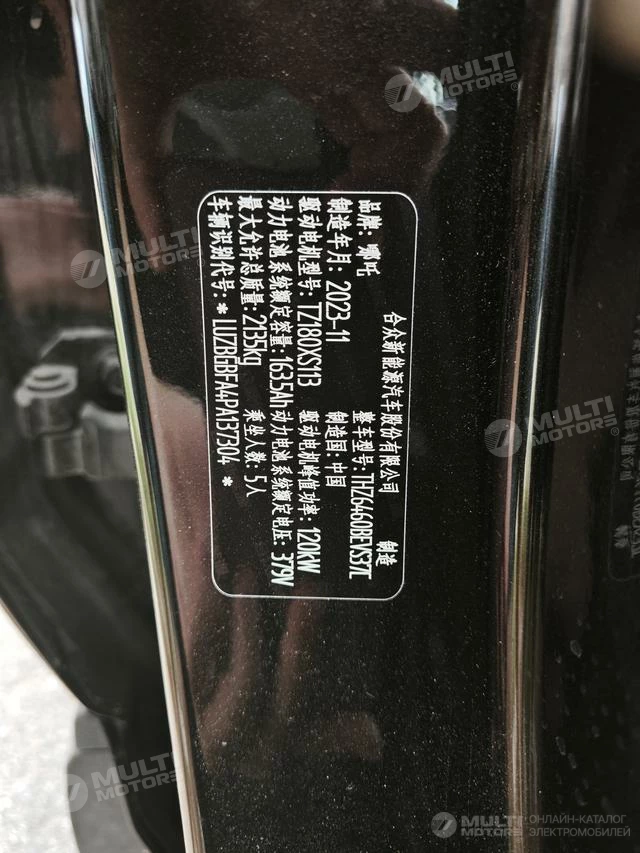 合众新能源汽车股份有限公司 制造
品牌: 哪吒 整车型号: THZ6460BEVS37C
制造年月: 2023-11 制造国: 中国
驱动电机型号: TZ180XS113 驱动电机峰值功率: 120kW
动力电池系统额定容量: 163.5Ah 动力电池系统额定电压: 379V
最大允许总质量: 2135kg 乘坐人数: 5人
车辆识别代号: * LUZBEBFA4PA137304 *
MULTI MOTORS
MULTI MOTORS
MULTI MOTORS
MULTI MOTORS
MULTI MOTORS
MULTI MOTORS ОНЛАЙН-КАТАЛОГ ЭЛЕКТРОМОБИЛЕЙ